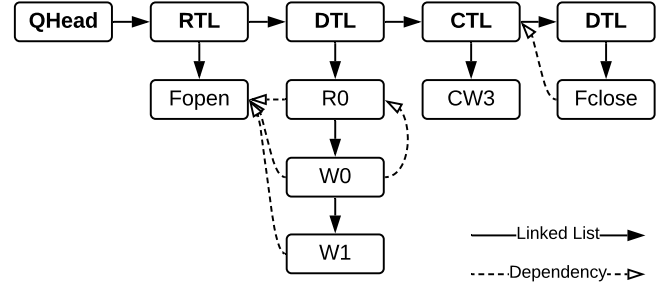 QHead RTL DTL CTL DTL
Fopen R0 CW3 Fclose
W0
W1
Linked List
Dependency